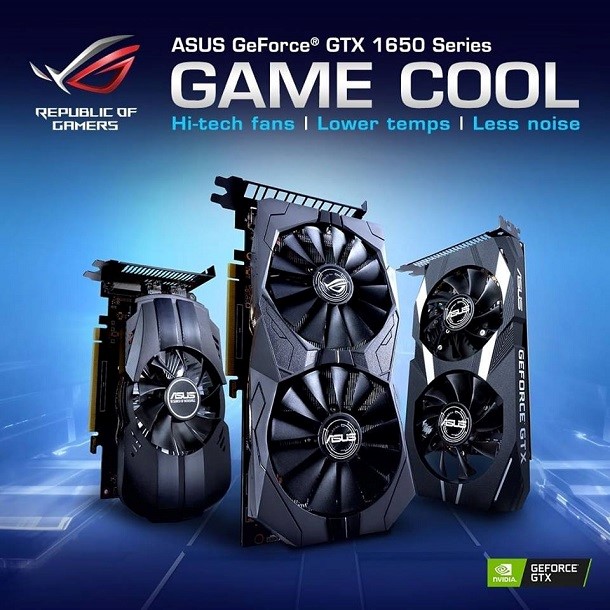 ASUS GeForce® GTX 1650 Series
GAME COOL
Hi-tech fans | Lower temps | Less noise
REPUBLIC OF
GAMERS
ASUS
ASUS
ASUS
ASUS
ASUS
GEFORCE GTX
NVIDIA.
GEFORCE
GTX